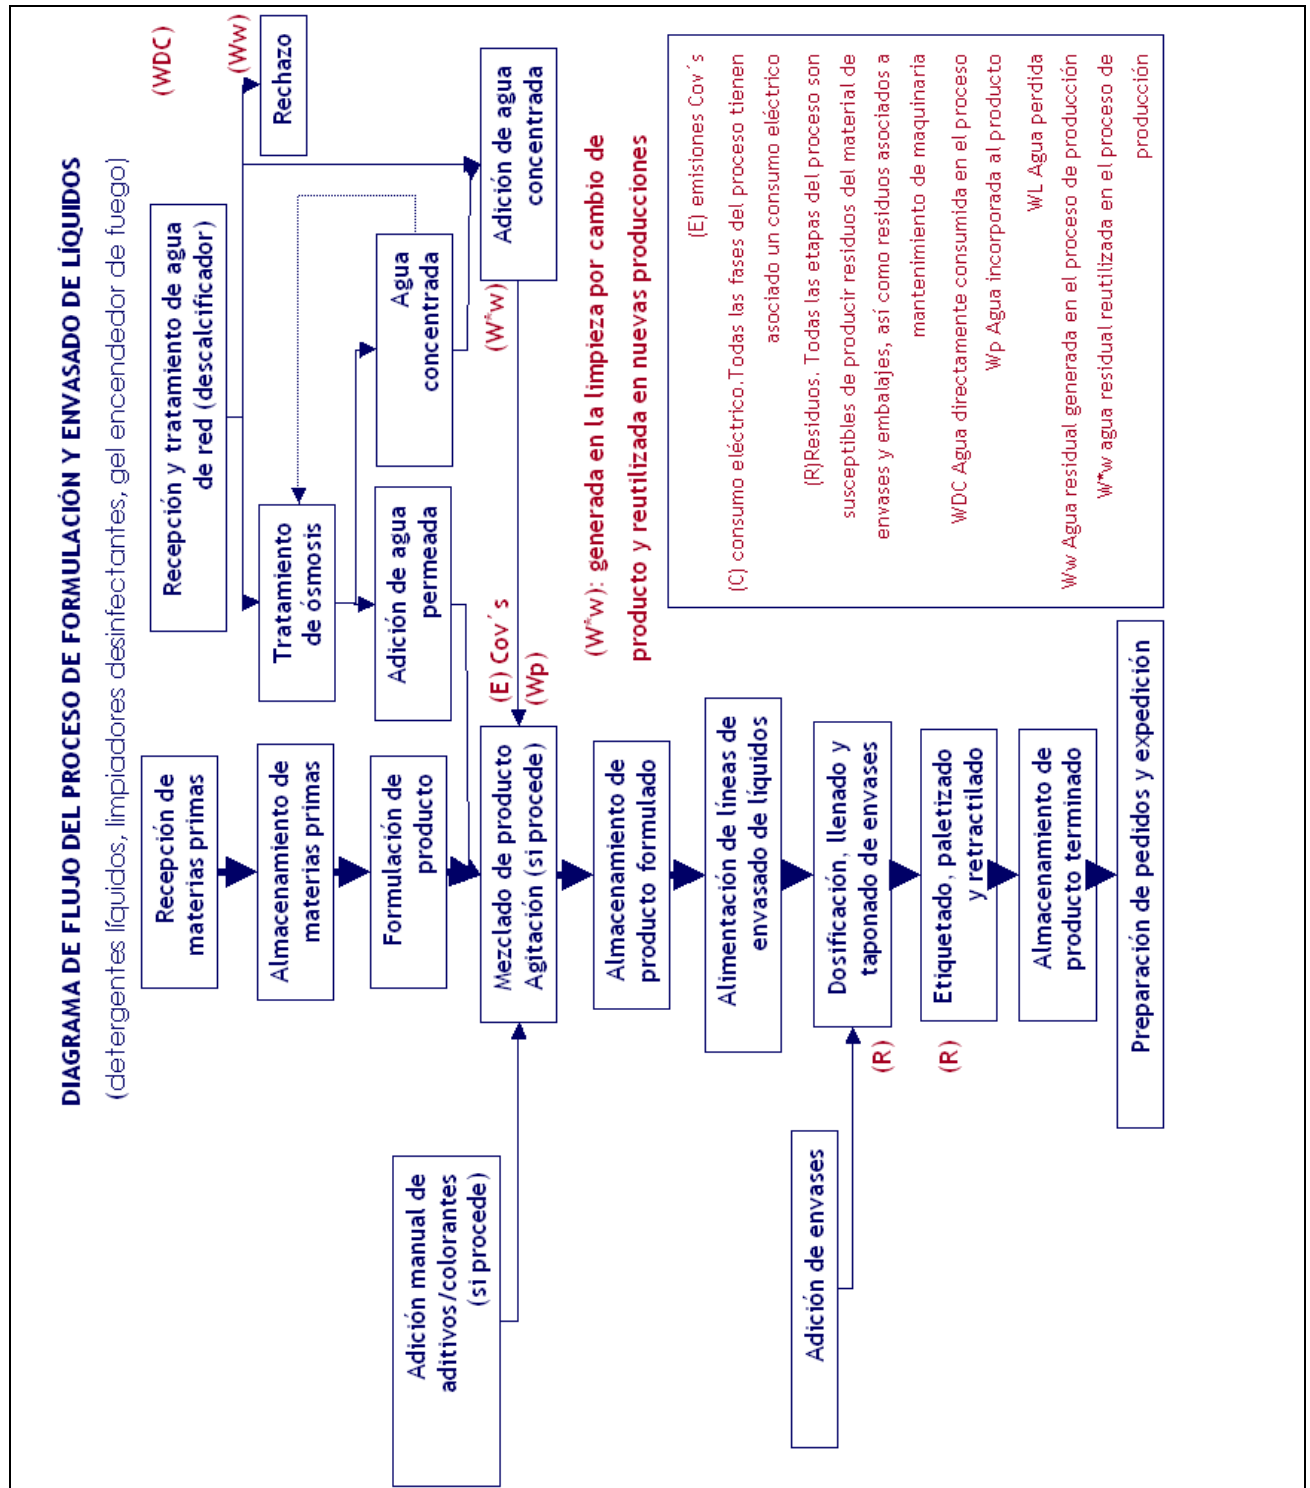 DIAGRAMA DE FLUJO DEL PROCESO DE FORMULACIÓN Y ENVASADO DE LÍQUIDOS
(detergentes líquidos, limpiadores desinfectantes, gel encendedor de fuego)
Recepción de
materias primas
Almacenamiento de
materias primas
Formulación de
producto
Mezclado de producto
Agitación (si procede)
Almacenamiento de
producto formulado
Alimentación de líneas de
envasado de líquidos
Dosificación, llenado y
taponado de envases
Etiquetado, paletizado
y retractilado
Almacenamiento de
producto terminado
Preparación de pedidos y expedición
Adición manual de
aditivos/colorantes
(si procede)
Adición de envases
(R)
(R)
Recepción y tratamiento de agua
de red (descalcificador)
(WDC)
(Ww)
Rechazo
Tratamiento
de ósmosis
Adición de agua
permeada
Agua
concentrada
Adición de agua
concentrada
(W*w)
(E) Cov´s
(Wp)
(W*w): generada en la limpieza por cambio de
producto y reutilizada en nuevas producciones
(E) emisiones Cov´s
(C) consumo eléctrico.Todas las fases del proceso tienen
asociado un consumo eléctrico
(R)Residuos. Todas las etapas del proceso son
susceptibles de producir residuos del material de
envases y embalajes, así como residuos asociados a
mantenimiento de maquinaria
WDC Agua directamente consumida en el proceso
Wp Agua incorporada al producto
WL Agua perdida
Ww Agua residual generada en el proceso de producción
W*w agua residual reutilizada en el proceso de
producción